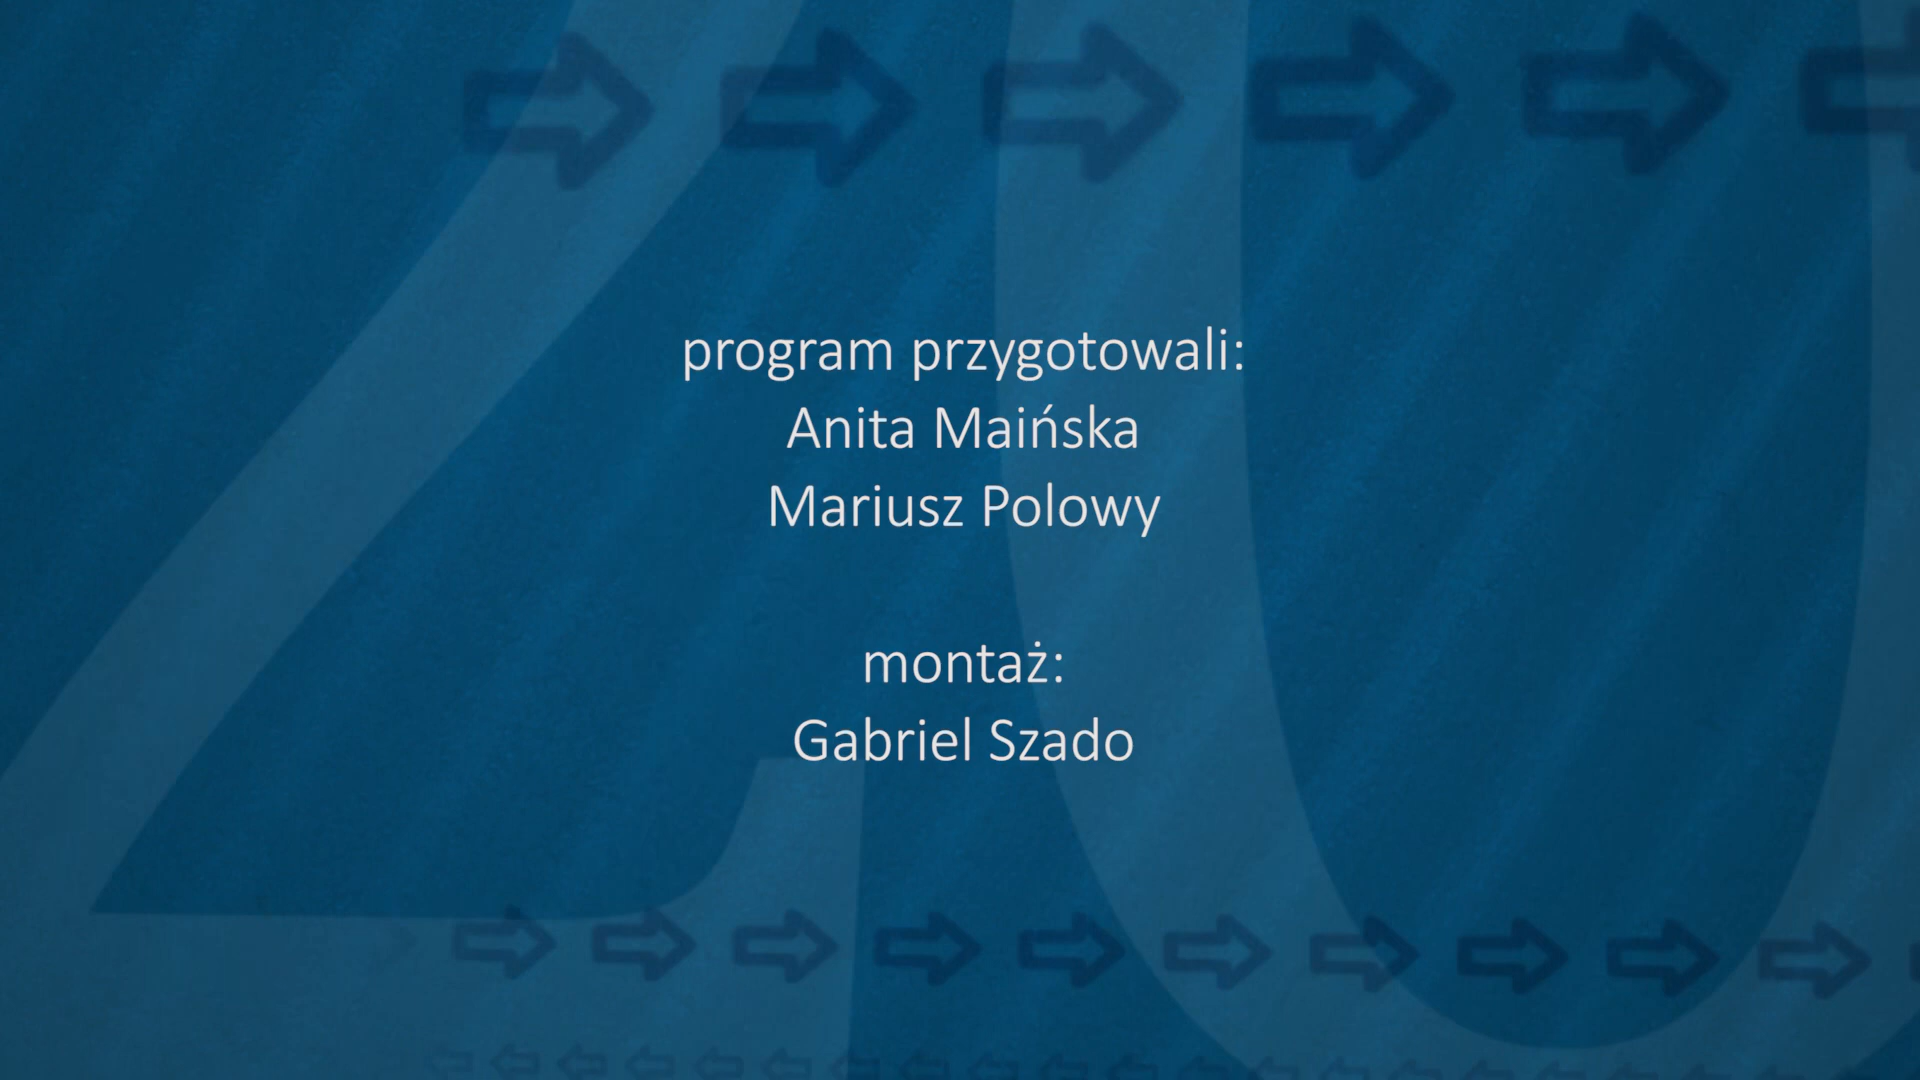 program przygotowali:
Anita Maińska
Mariusz Polowy
montaż:
Gabriel Szado